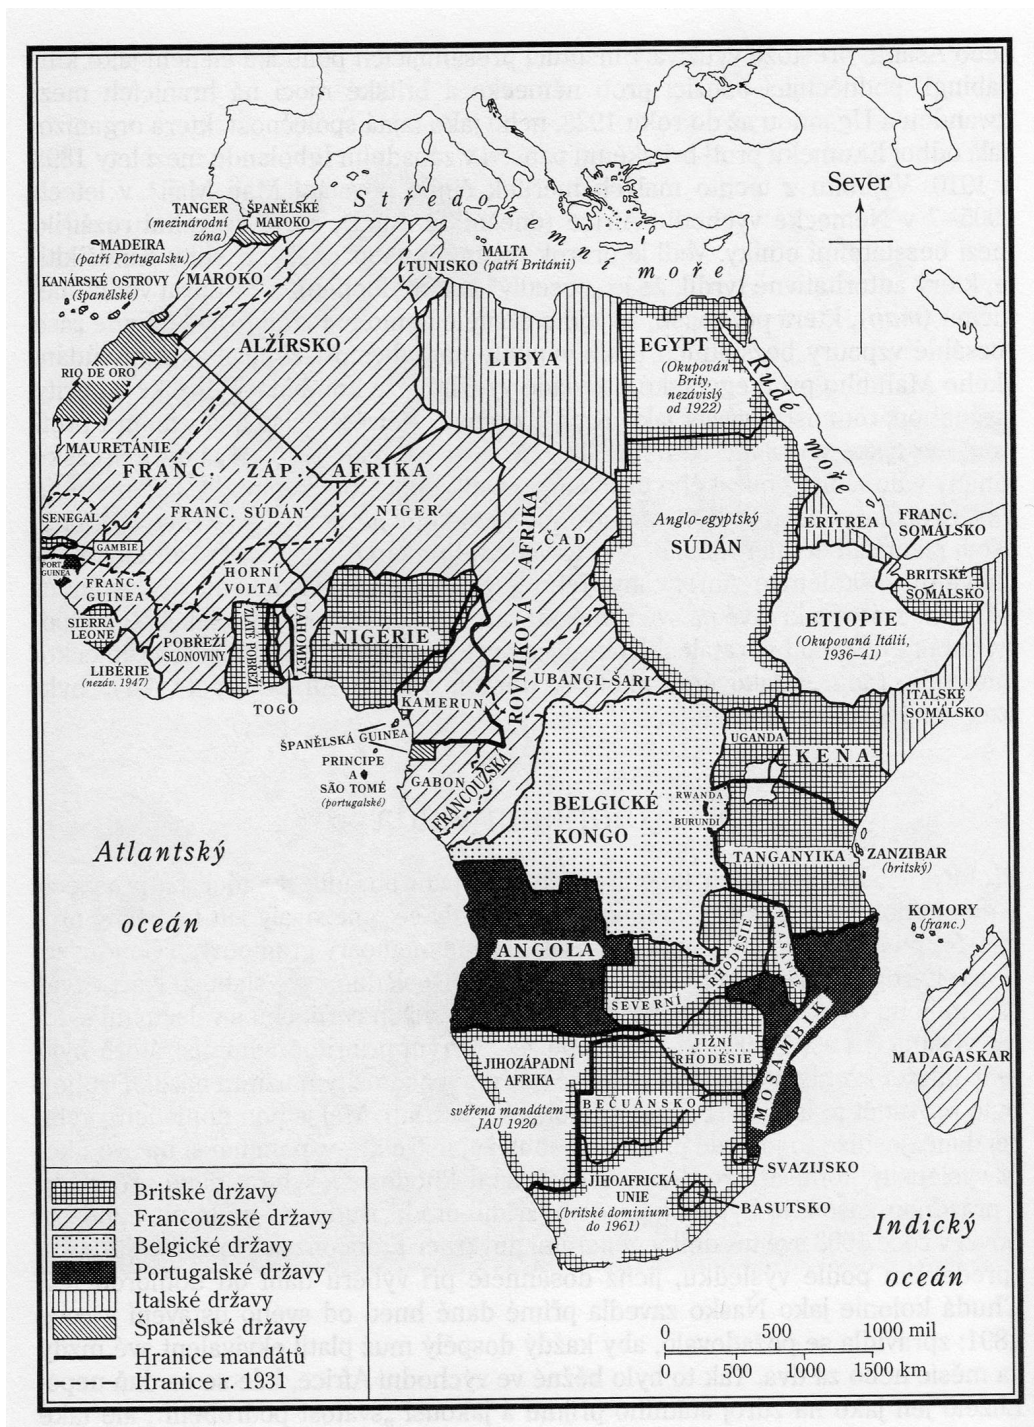 Sever
Středozemní moře
TANGER
(mezinárodní
zóna)
ŠPANĚLSKÉ
MAROKO
MADEIRA
(patří Portugalsku)
KANÁRSKÉ OSTROVY
(španělské)
MAROKO
TUNISKO
MALTA
(patří Británii)
ALŽÍRSKO
LIBYA
EGYPT
(Okupován
Brity,
nezávislý
od 1922)
Rudé moře
RIO DE ORO
MAURETÁNIE
FRANC. ZÁP. AFRIKA
SENEGAL
FRANC. SÚDÁN
NIGER
ČAD
Anglo-egyptský
SÚDÁN
ERITREA
FRANC.
SOMÁLSKO
GAMBIE
PORT.
GUINEA
FRANC.
GUINEA
HORNÍ
VOLTA
BRITSKÉ
SOMÁLSKO
SIERRA
LEONE
POBŘEŽÍ
SLONOVINY
ZLATÉ POBŘEŽÍ
DAHOMEY
NIGÉRIE
ETIOPIE
(Okupovaná Itálií,
1936–41)
LIBÉRIE
(nezáv. 1947)
TOGO
KAMERUN
UBANGI–ŠARI
FRANCOUZSKÁ ROVNÍKOVÁ AFRIKA
ITALSKÉ
SOMÁLSKO
ŠPANĚLSKÁ GUINEA
PRINCIPE
A
SÃO TOMÉ
(portugalské)
GABON
UGANDA
KEŇA
BELGICKÉ
KONGO
RWANDA
BURUNDI
TANGANYIKA
ZANZIBAR
(britský)
Atlantský
oceán
KOMORY
(franc.)
ANGOLA
SEVERNÍ RHODÉSIE
NYASANIE
MOSAMBIK
JIŽNÍ
RHODÉSIE
MADAGASKAR
JIHOZÁPADNÍ
AFRIKA
svěřena mandátem
JAU 1920
BEČUÁNSKO
SVAZIJSKO
JIHOAFRICKÁ
UNIE
(britské dominium
do 1961)
BASUTSKO
Indický
oceán
Britské državy
Francouzské državy
Belgické državy
Portugalské državy
Italské državy
Spanělské državy
Hranice mandátů
Hranice r. 1931
0 500 1000 mil
0 500 1000 1500 km